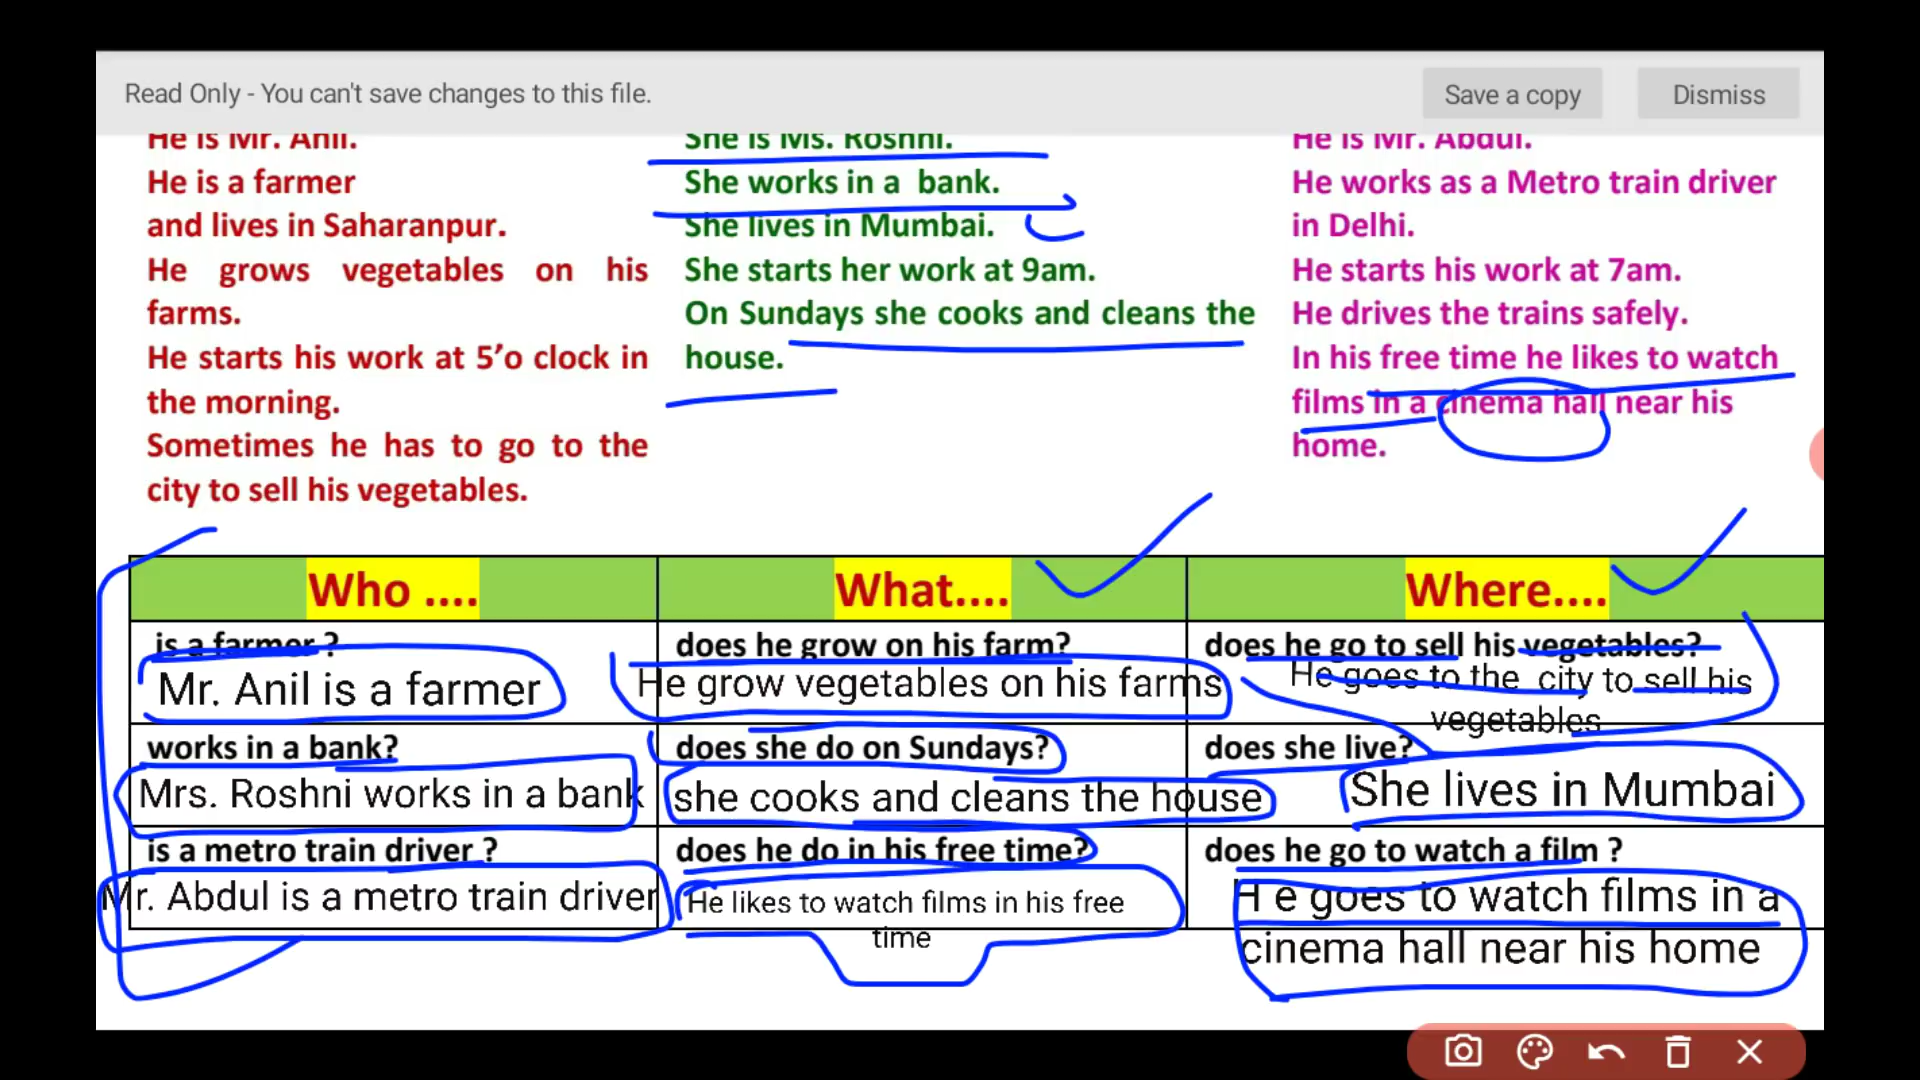 Read Only - You can't save changes to this file.
Save a copy
Dismiss
He is Mr. Anil.
He is a farmer
and lives in Saharanpur.
He grows vegetables on his
farms.
He starts his work at 5’o clock in
the morning.
Sometimes he has to go to the
city to sell his vegetables.
She is Ms. Roshni.
She works in a bank.
She lives in Mumbai.
She starts her work at 9am.
On Sundays she cooks and cleans the
house.
He is Mr. Abdul.
He works as a Metro train driver
in Delhi.
He starts his work at 7am.
He drives the trains safely.
In his free time he likes to watch
films in a cinema hall near his
home.
Who ....
What....
Where....
is a farmer ?
Mr. Anil is a farmer
does he grow on his farm?
He grow vegetables on his farms
does he go to sell his vegetables?
He goes to the city to sell his
vegetables
works in a bank?
Mrs. Roshni works in a bank
does she do on Sundays?
she cooks and cleans the house
does she live?
She lives in Mumbai
is a metro train driver ?
Mr. Abdul is a metro train driver
does he do in his free time?
He likes to watch films in his free
time
does he go to watch a film ?
H e goes to watch films in a
cinema hall near his home